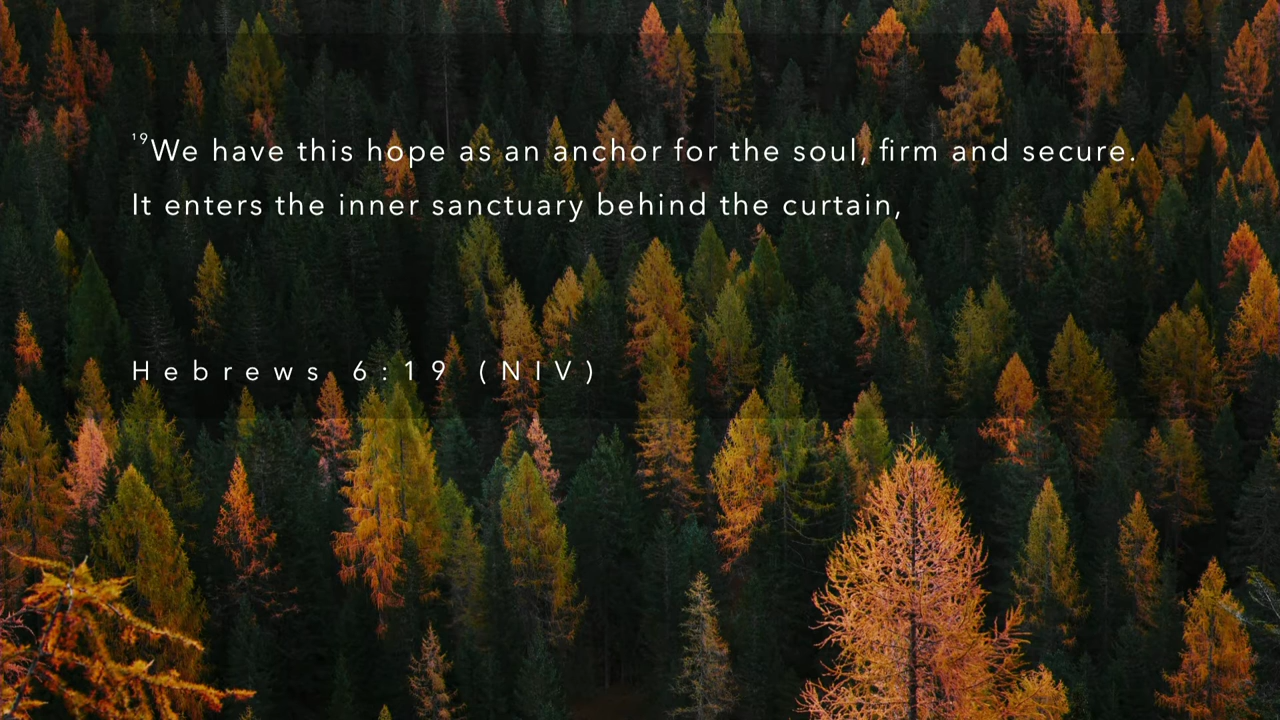 ¹⁹We have this hope as an anchor for the soul, firm and secure.
It enters the inner sanctuary behind the curtain,
Hebrews 6:19 (NIV)